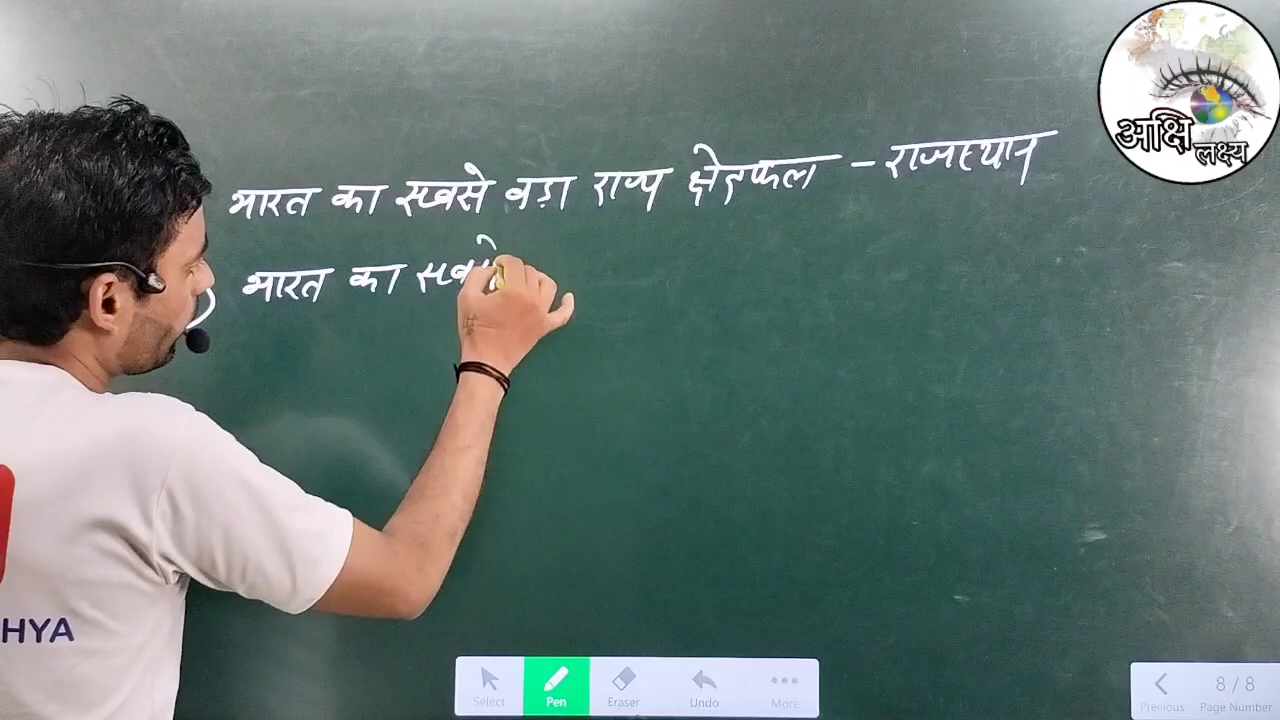 भारत का सबसे बड़ा राज्य क्षेत्रफल - राजस्थान
भारत का सबसे
अक्षि
लक्ष्य
HYA
Select
Pen
Eraser
Undo
More
Previous
8 / 8
Page Number